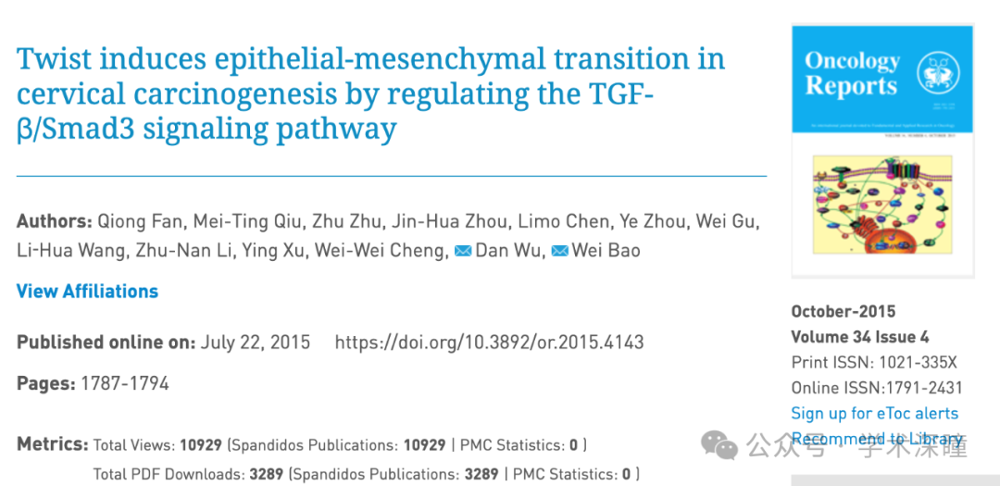 Twist induces epithelial-mesenchymal transition in
cervical carcinogenesis by regulating the TGF-
β/Smad3 signaling pathway
Authors: Qiong Fan, Mei-Ting Qiu, Zhu Zhu, Jin-Hua Zhou, Limo Chen, Ye Zhou, Wei Gu,
Li-Hua Wang, Zhu-Nan Li, Ying Xu, Wei-Wei Cheng, Dan Wu, Wei Bao
View Affiliations
Published online on: July 22, 2015 https://doi.org/10.3892/or.2015.4143
Pages: 1787-1794
Metrics: Total Views: 10929 (Spandidos Publications: 10929 | PMC Statistics: 0 )
Total PDF Downloads: 3289 (Spandidos Publications: 3289 | PMC Statistics: 0 )
Oncology
Reports
October-2015
Volume 34 Issue 4
Print ISSN: 1021-335X
Online ISSN:1791-2431
Sign up for eToc alerts
Recommend to Library
公众号 学术深瞳